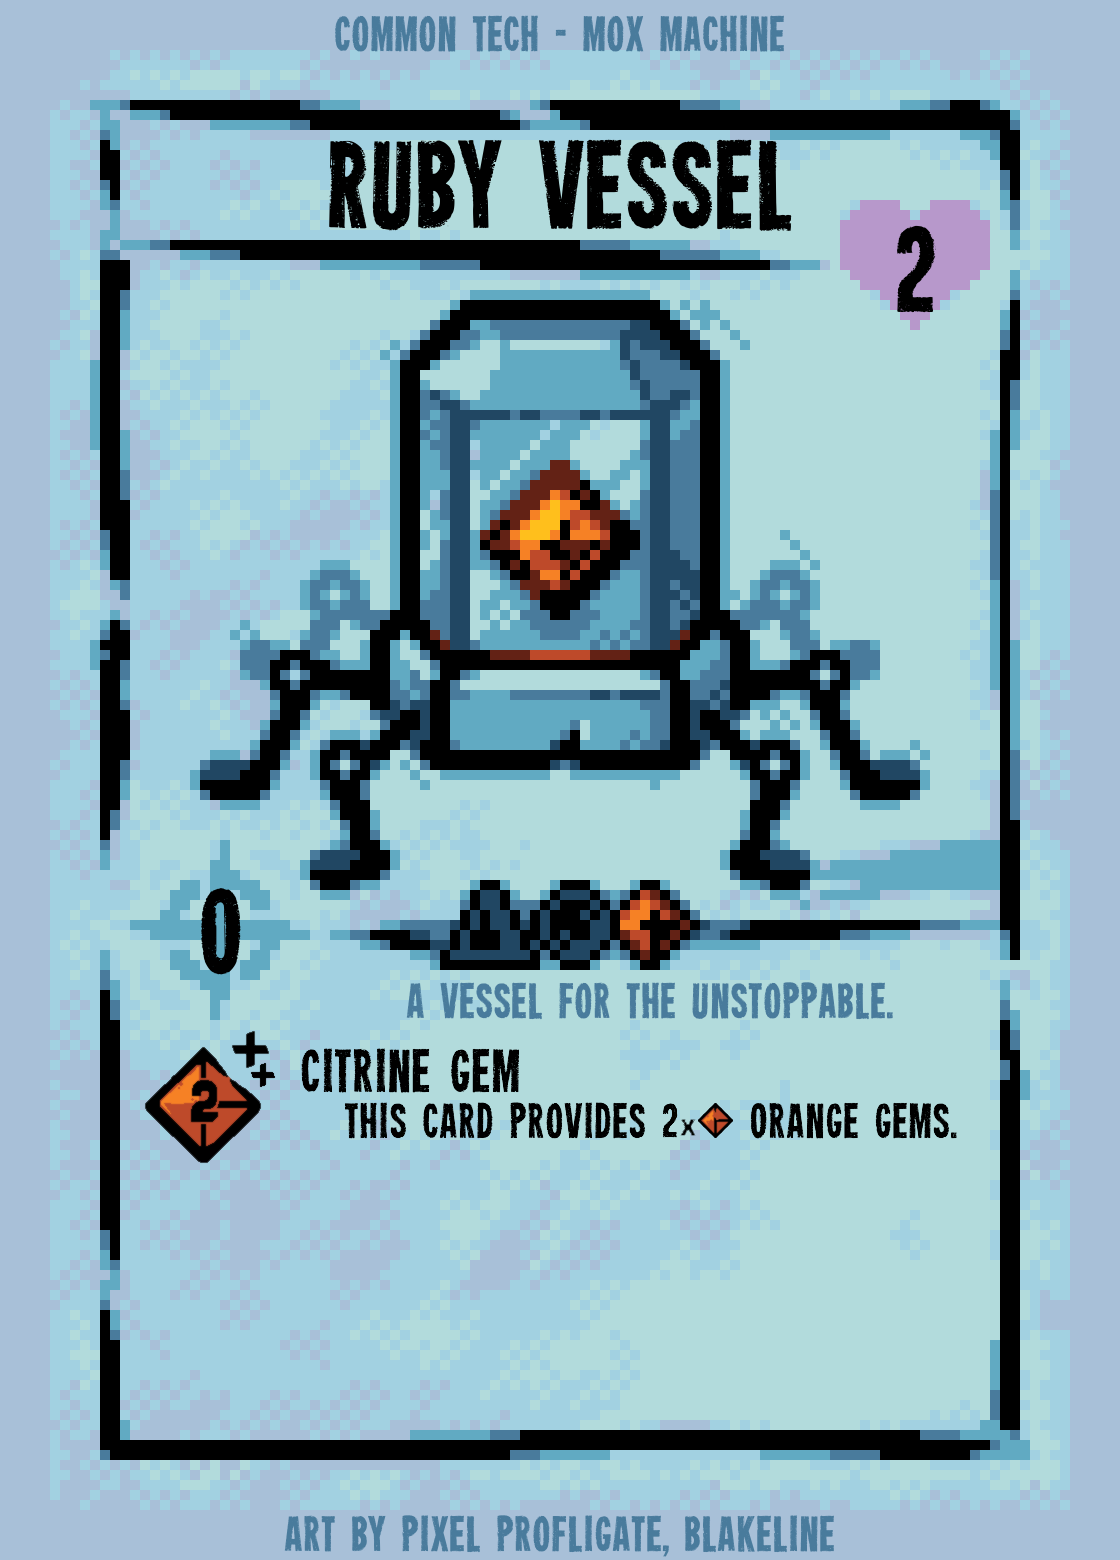 COMMON TECH - MOX MACHINE
RUBY VESSEL
2
0
A VESSEL FOR THE UNSTOPPABLE.
2
CITRINE GEM
THIS CARD PROVIDES 2x ORANGE GEMS.
ART BY PIXEL PROFLIGATE, BLAKELINE